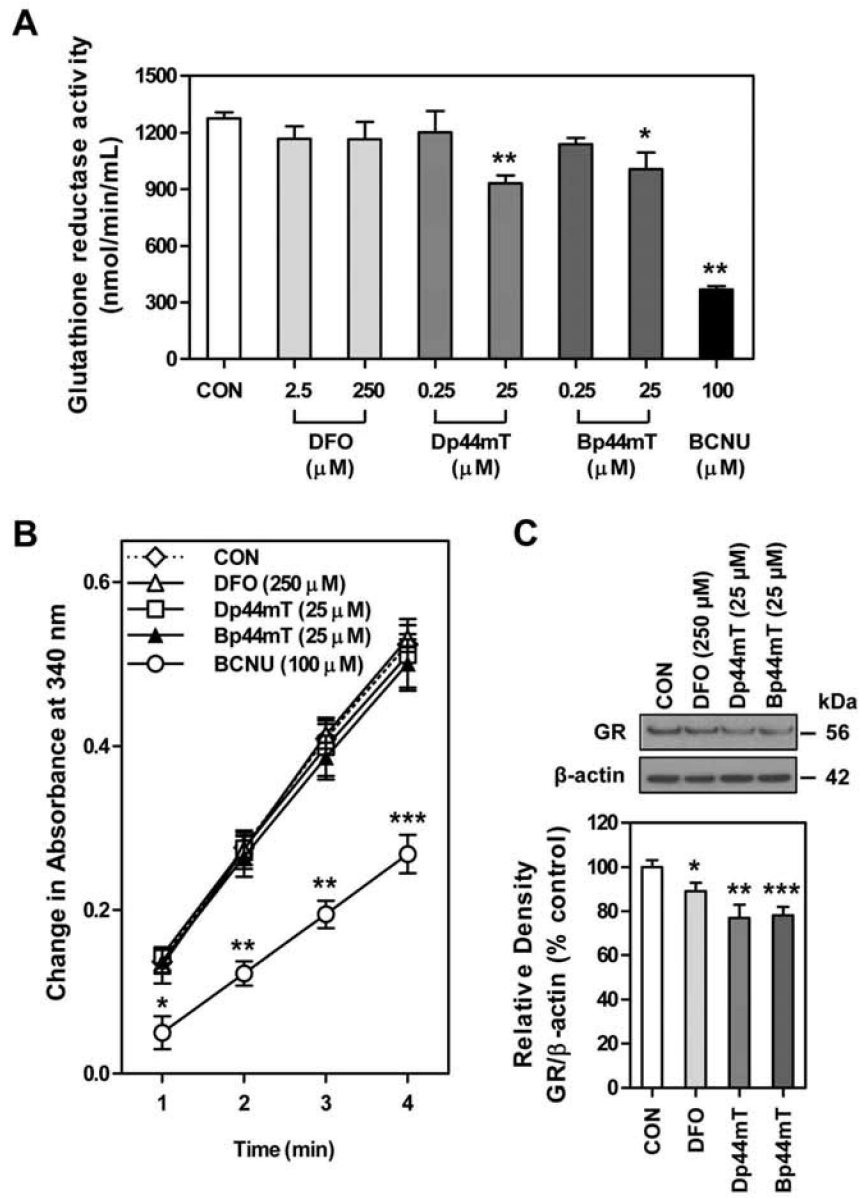 A
Glutathione reductase activity
(nmol/min/mL)
1500
1200
900
600
300
0
**
*
**
CON
2.5
250
0.25
25
0.25
25
100
DFO
(μM)
Dp44mT
(μM)
Bp44mT
(μM)
BCNU
(μM)
B
Change in Absorbance at 340 nm
0.6
0.4
0.2
0.0
CON
DFO (250 μM)
Dp44mT (25 μM)
Bp44mT (25 μM)
BCNU (100 μM)
*
**
**
***
1
2
3
4
Time (min)
C
CON
DFO (250 μM)
Dp44mT (25 μM)
Bp44mT (25 μM)
kDa
GR
56
β-actin
42
Relative Density
GR/β-actin (% control)
120
100
80
60
40
20
0
*
**
***
CON
DFO
Dp44mT
Bp44mT